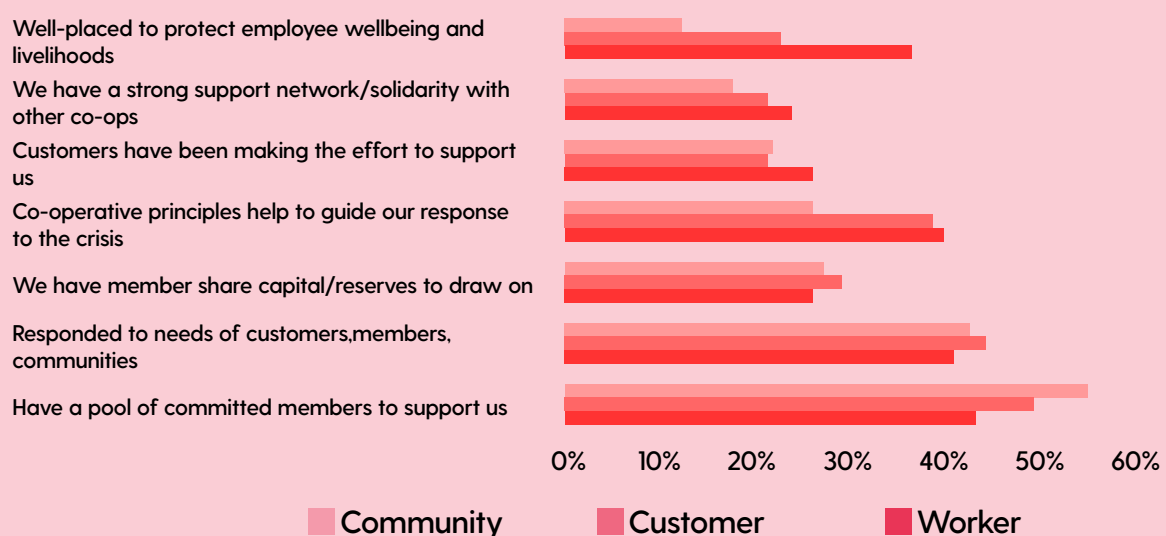 Well-placed to protect employee wellbeing and
livelihoods
We have a strong support network/solidarity with
other co-ops
Customers have been making the effort to support
us
Co-operative principles help to guide our response
to the crisis
We have member share capital/reserves to draw on
Responded to needs of customers,members,
communities
Have a pool of committed members to support us
0% 10% 20% 30% 40% 50% 60%
Community Customer Worker